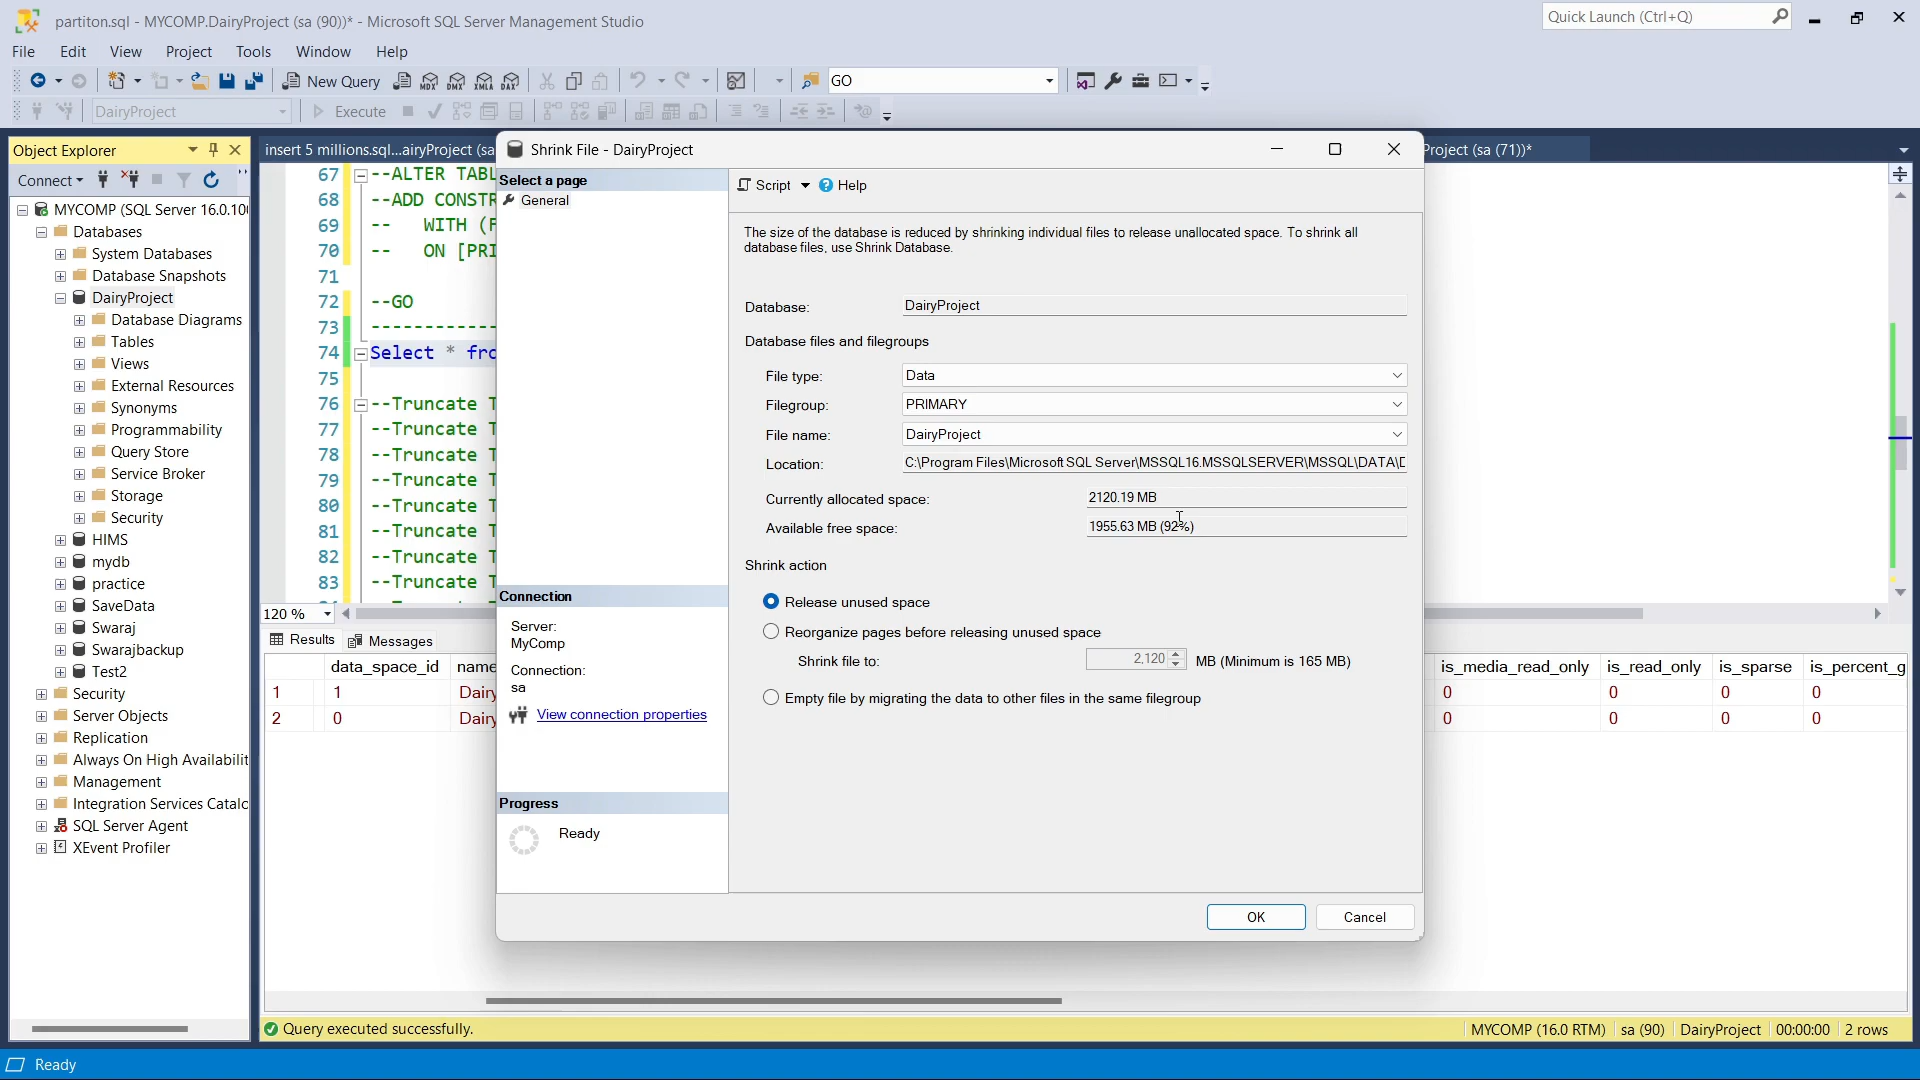 partiton.sql - MYCOMP.DairyProject (sa (90))* - Microsoft SQL Server Management Studio
Quick Launch (Ctrl+Q)
File Edit View Project Tools Window Help
New Query MDX DMX XMLA DAX GO
DairyProject Execute
Object Explorer
Connect
MYCOMP (SQL Server 16.0.10
Databases
System Databases
Database Snapshots
DairyProject
Database Diagrams
Tables
Views
External Resources
Synonyms
Programmability
Query Store
Service Broker
Storage
Security
HIMS
mydb
practice
SaveData
Swaraj
Swarajbackup
Test2
Security
Server Objects
Replication
Always On High Availabilit
Management
Integration Services Catalo
SQL Server Agent
XEvent Profiler
insert 5 millions.sql...airyProject (sa
Project (sa (71))*
67 --ALTER TABL
68 --ADD CONSTR
69 -- WITH (F
70 -- ON [PRI
71
72 --GO
73 ------------
74 Select * fro
75
76 --Truncate T
77 --Truncate T
78 --Truncate T
79 --Truncate T
80 --Truncate T
81 --Truncate T
82 --Truncate T
83 --Truncate T
120 %
Results Messages
data_space_id name
1 1 Dairy
2 0 Dairy
is_media_read_only is_read_only is_sparse is_percent_g
0 0 0 0
0 0 0 0
Shrink File - DairyProject
Select a page
General
Script Help
The size of the database is reduced by shrinking individual files to release unallocated space. To shrink all
database files, use Shrink Database.
Database: DairyProject
Database files and filegroups
File type: Data
Filegroup: PRIMARY
File name: DairyProject
Location: C:\Program Files\Microsoft SQL Server\MSSQL16.MSSQLSERVER\MSSQL\DATA\D
Currently allocated space: 2120.19 MB
Available free space: 1955.63 MB (92%)
Shrink action
Release unused space
Reorganize pages before releasing unused space
Shrink file to: 2,120 MB (Minimum is 165 MB)
Empty file by migrating the data to other files in the same filegroup
Connection
Server:
MyComp
Connection:
sa
View connection properties
Progress
Ready
OK Cancel
Query executed successfully.
MYCOMP (16.0 RTM) sa (90) DairyProject 00:00:00 2 rows
Ready